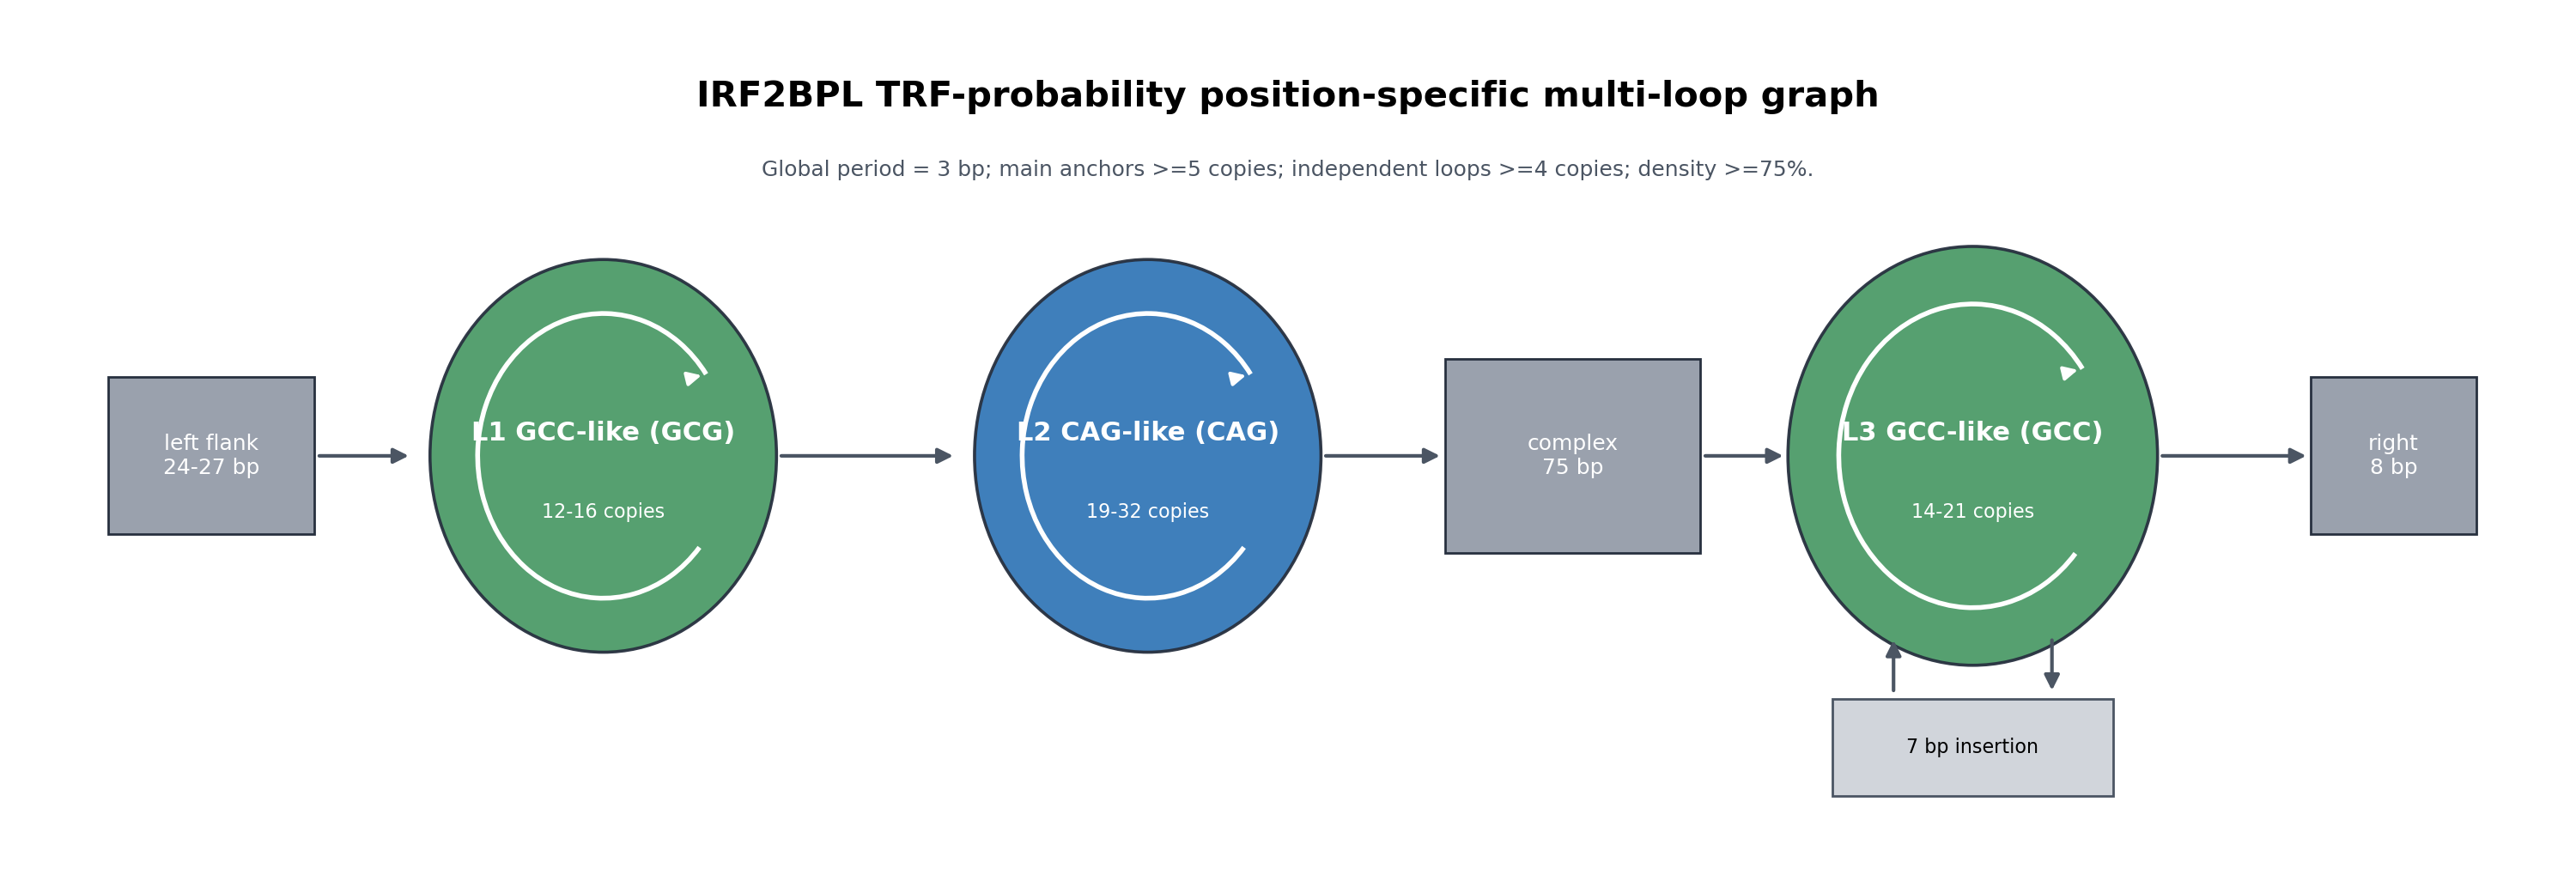 IRF2BPL TRF-probability position-specific multi-loop graph
Global period = 3 bp; main anchors >=5 copies; independent loops >=4 copies; density >=75%.
left flank
24-27 bp
L1 GCC-like (GCG)
12-16 copies
L2 CAG-like (CAG)
19-32 copies
complex
75 bp
L3 GCC-like (GCC)
14-21 copies
right
8 bp
7 bp insertion